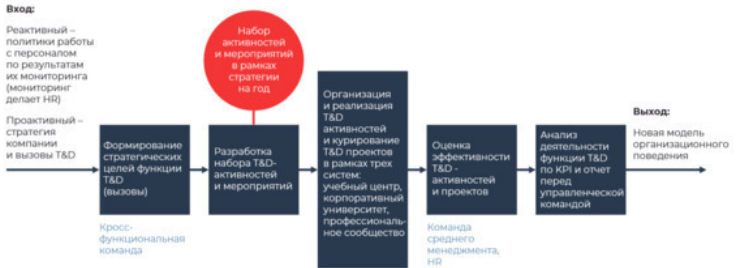 Вход:
Реактивный –
политики работы
с персоналом
по результатам
их мониторинга
(мониторинг
делает HR)
Проактивный –
стратегия
компании
и вызовы T&D
Формирование
стратегических
целей функции
T&D
(вызовы)
Кросс-
функциональная
команда
Набор
активностей
и мероприятий
в рамках
стратегии
на год
Разработка
набора T&D-
активностей
и мероприятий
Организация
и реализация
T&D
активностей
и курирование
T&D проектов
в рамках трех
систем:
учебный центр,
корпоративный
университет,
профессиональ-
ное сообщество
Оценка
эффективности
T&D -
активностей
и проектов
Команда
среднего
менеджмента,
HR
Анализ
деятельности
функции T&D
по KPI и отчет
перед
управленческой
командой
Выход:
Новая модель
организационного
поведения